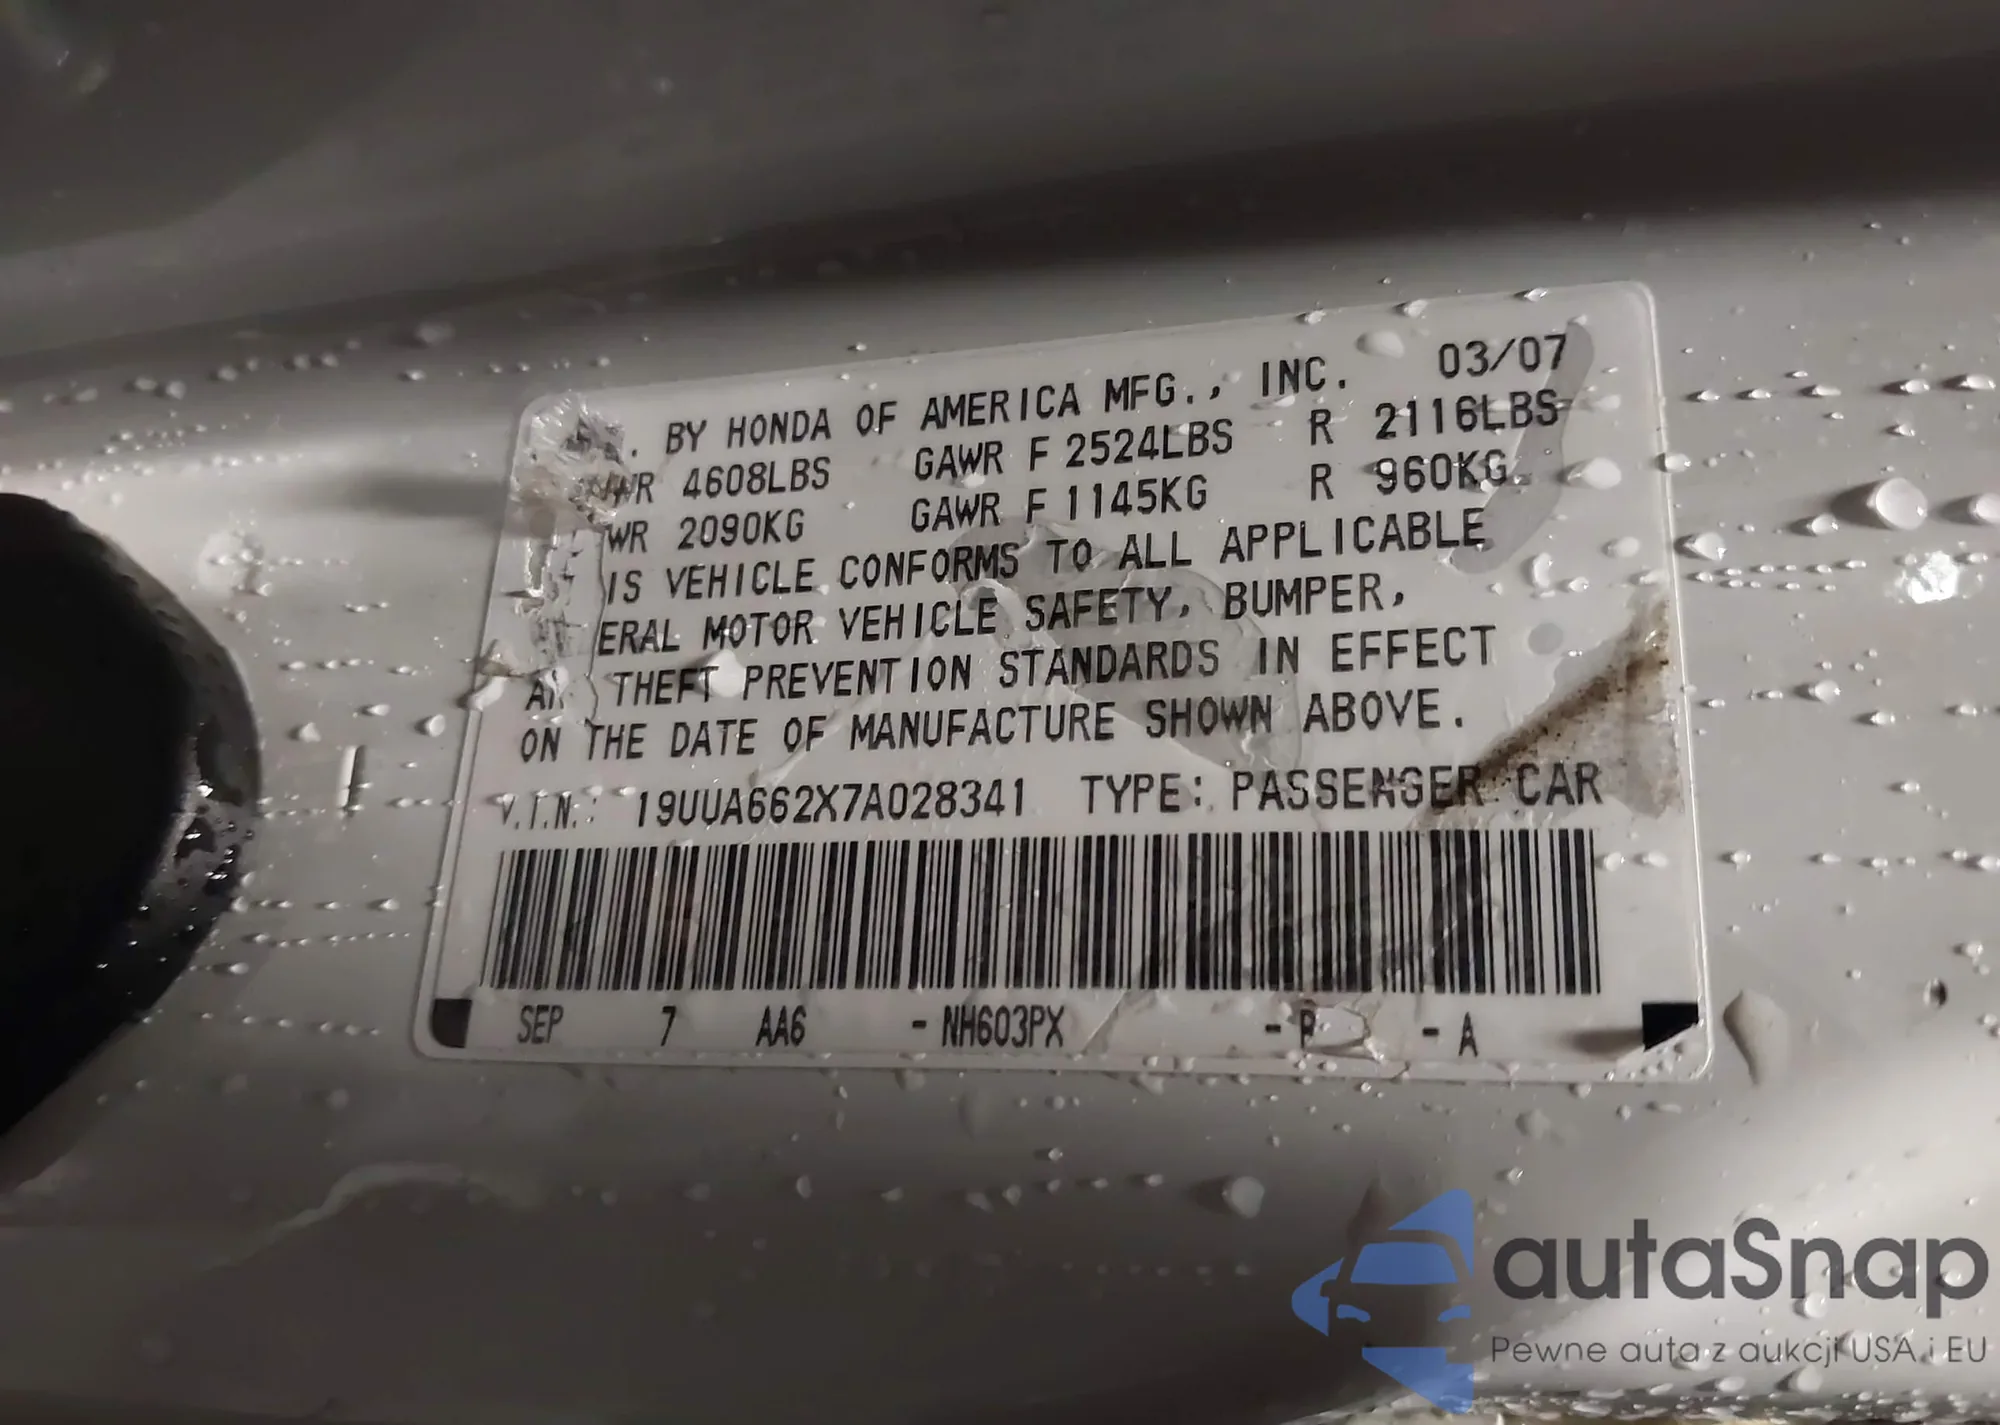 . BY HONDA OF AMERICA MFG., INC. 03/07
WR 4608LBS GAWR F 2524LBS R 2116LBS
WR 2090KG GAWR F 1145KG R 960KG
IS VEHICLE CONFORMS TO ALL APPLICABLE
ERAL MOTOR VEHICLE SAFETY, BUMPER,
THEFT PREVENTION STANDARDS IN EFFECT
ON THE DATE OF MANUFACTURE SHOWN ABOVE.
V.I.N.: 19UUA662X7A028341 TYPE: PASSENGER CAR
SEP 7 AA6 - NH603PX - P - A
autaSnap
Pewne auta z aukcji USA i EU